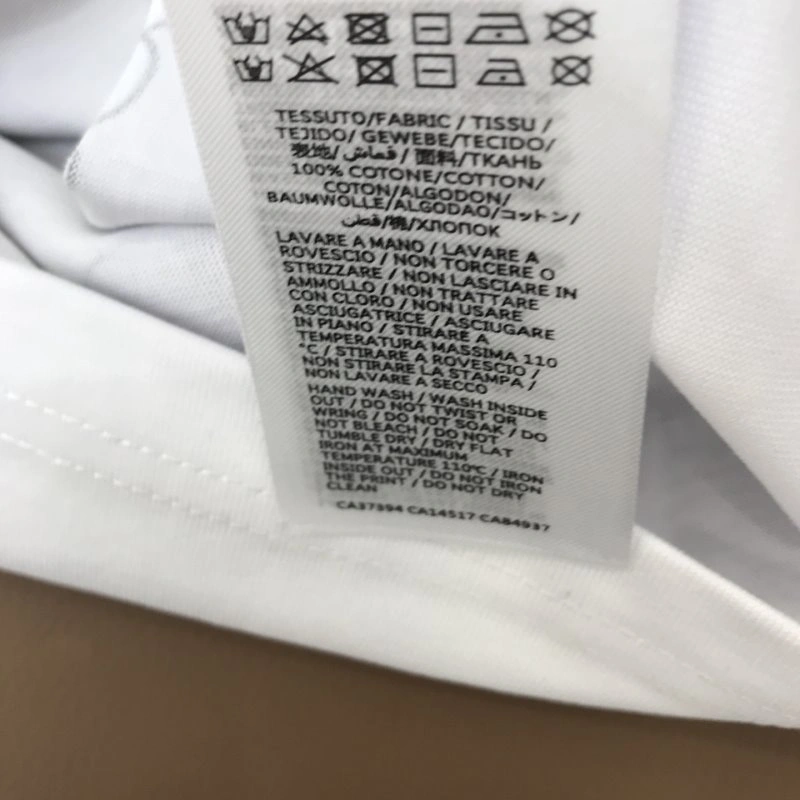 TESSUTO/FABRIC / TISSU /
TEJIDO/ GEWEBE/TECIDO/
表地/ قماش / 面料/ТКАНЬ
100% COTONE/COTTON/
COTON/ALGODON/
BAUMWOLLE/ALGODAO/コットン/
قطن/棉/ХЛОПОК
LAVARE A MANO / LAVARE A
ROVESCIO / NON TORCERE O
STRIZZARE / NON LASCIARE IN
AMMOLLO / NON TRATTARE
CON CLORO / NON USARE
ASCIUGATRICE / ASCIUGARE
IN PIANO / STIRARE A
TEMPERATURA MASSIMA 110
°C / STIRARE A ROVESCIO /
NON STIRARE LA STAMPA /
NON LAVARE A SECCO
HAND WASH / WASH INSIDE
OUT / DO NOT TWIST OR
WRING / DO NOT SOAK / DO
NOT BLEACH / DO NOT
TUMBLE DRY / DRY FLAT
IRON AT MAXIMUM
TEMPERATURE 110°C / IRON
INSIDE OUT / DO NOT IRON
THE PRINT / DO NOT DRY
CLEAN
CA37394 CA14517 CA84937